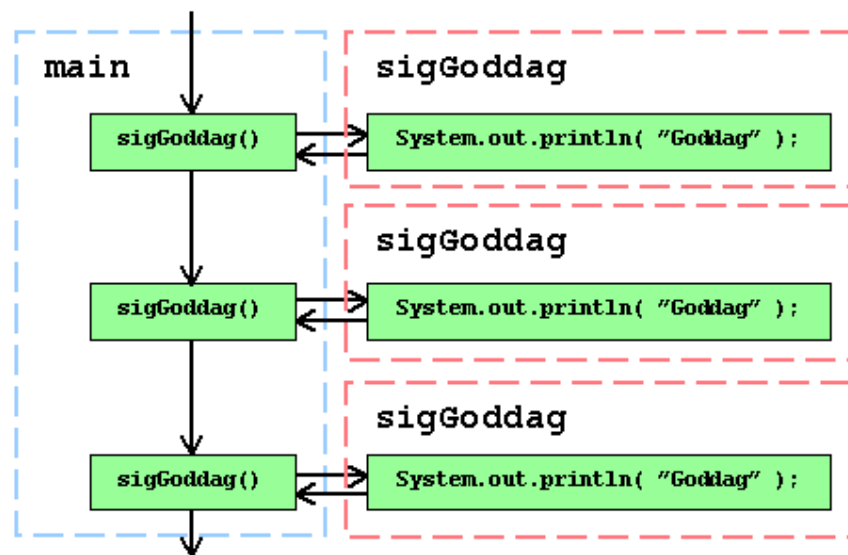 main
sigGoddag
sigGoddag()
System.out.println( "Goddag" );
sigGoddag
sigGoddag()
System.out.println( "Goddag" );
sigGoddag
sigGoddag()
System.out.println( "Goddag" );